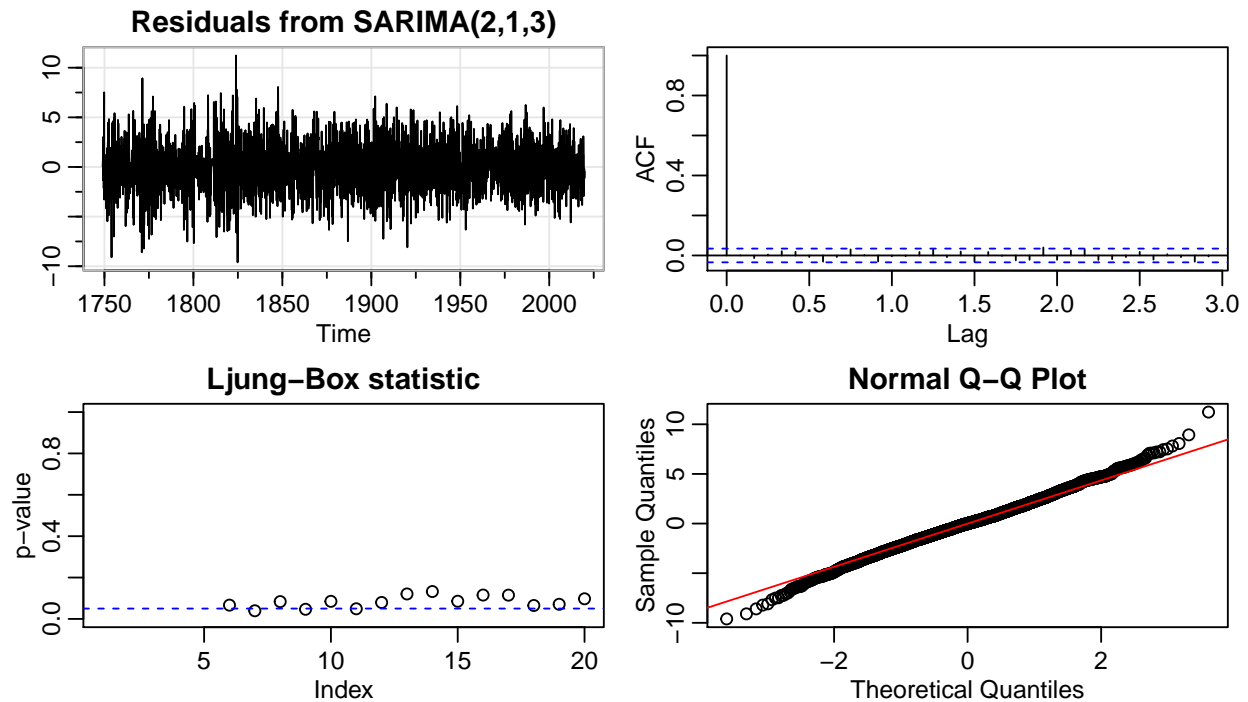 Residuals from SARIMA(2,1,3)
10
5
0
−10
1750 1800 1850 1900 1950 2000
Time
ACF
0.8
0.4
0.0
0.0 0.5 1.0 1.5 2.0 2.5 3.0
Lag
Ljung−Box statistic
p−value
0.8
0.4
0.0
5 10 15 20
Index
Normal Q−Q Plot
Sample Quantiles
10
5
0
−10
−2 0 2
Theoretical Quantiles